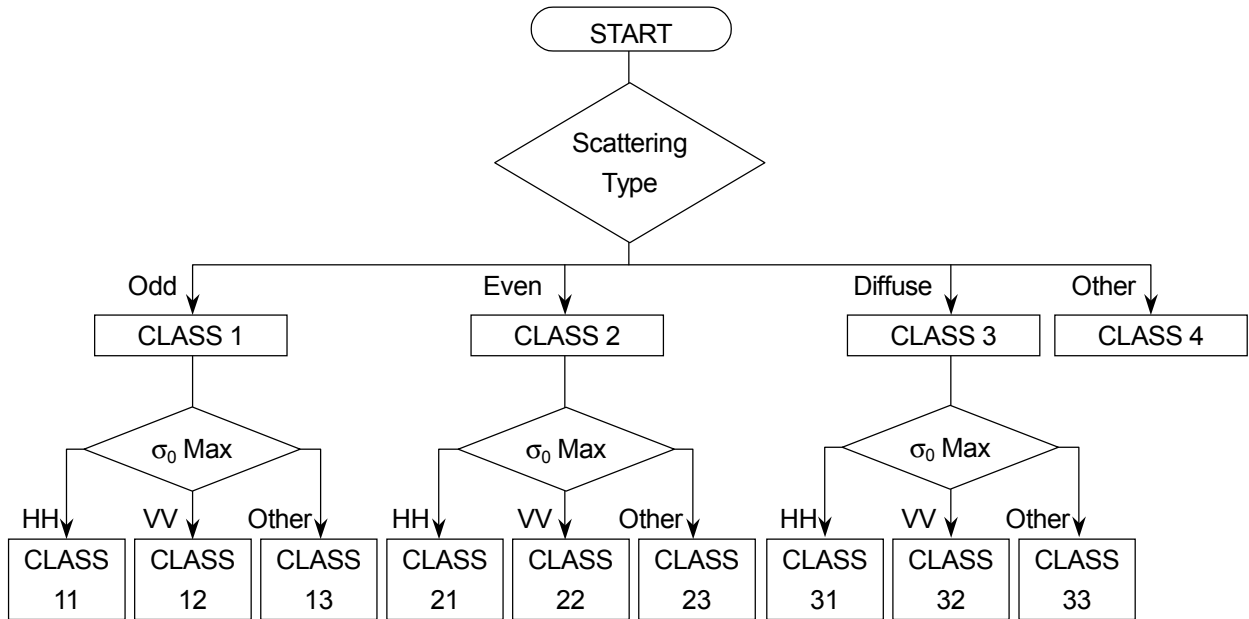 START
Scattering
Type
Odd
Even
Diffuse
Other
CLASS 1
CLASS 2
CLASS 3
CLASS 4
σ₀ Max
σ₀ Max
σ₀ Max
HH
VV
Other
HH
VV
Other
HH
VV
Other
CLASS
11
CLASS
12
CLASS
13
CLASS
21
CLASS
22
CLASS
23
CLASS
31
CLASS
32
CLASS
33